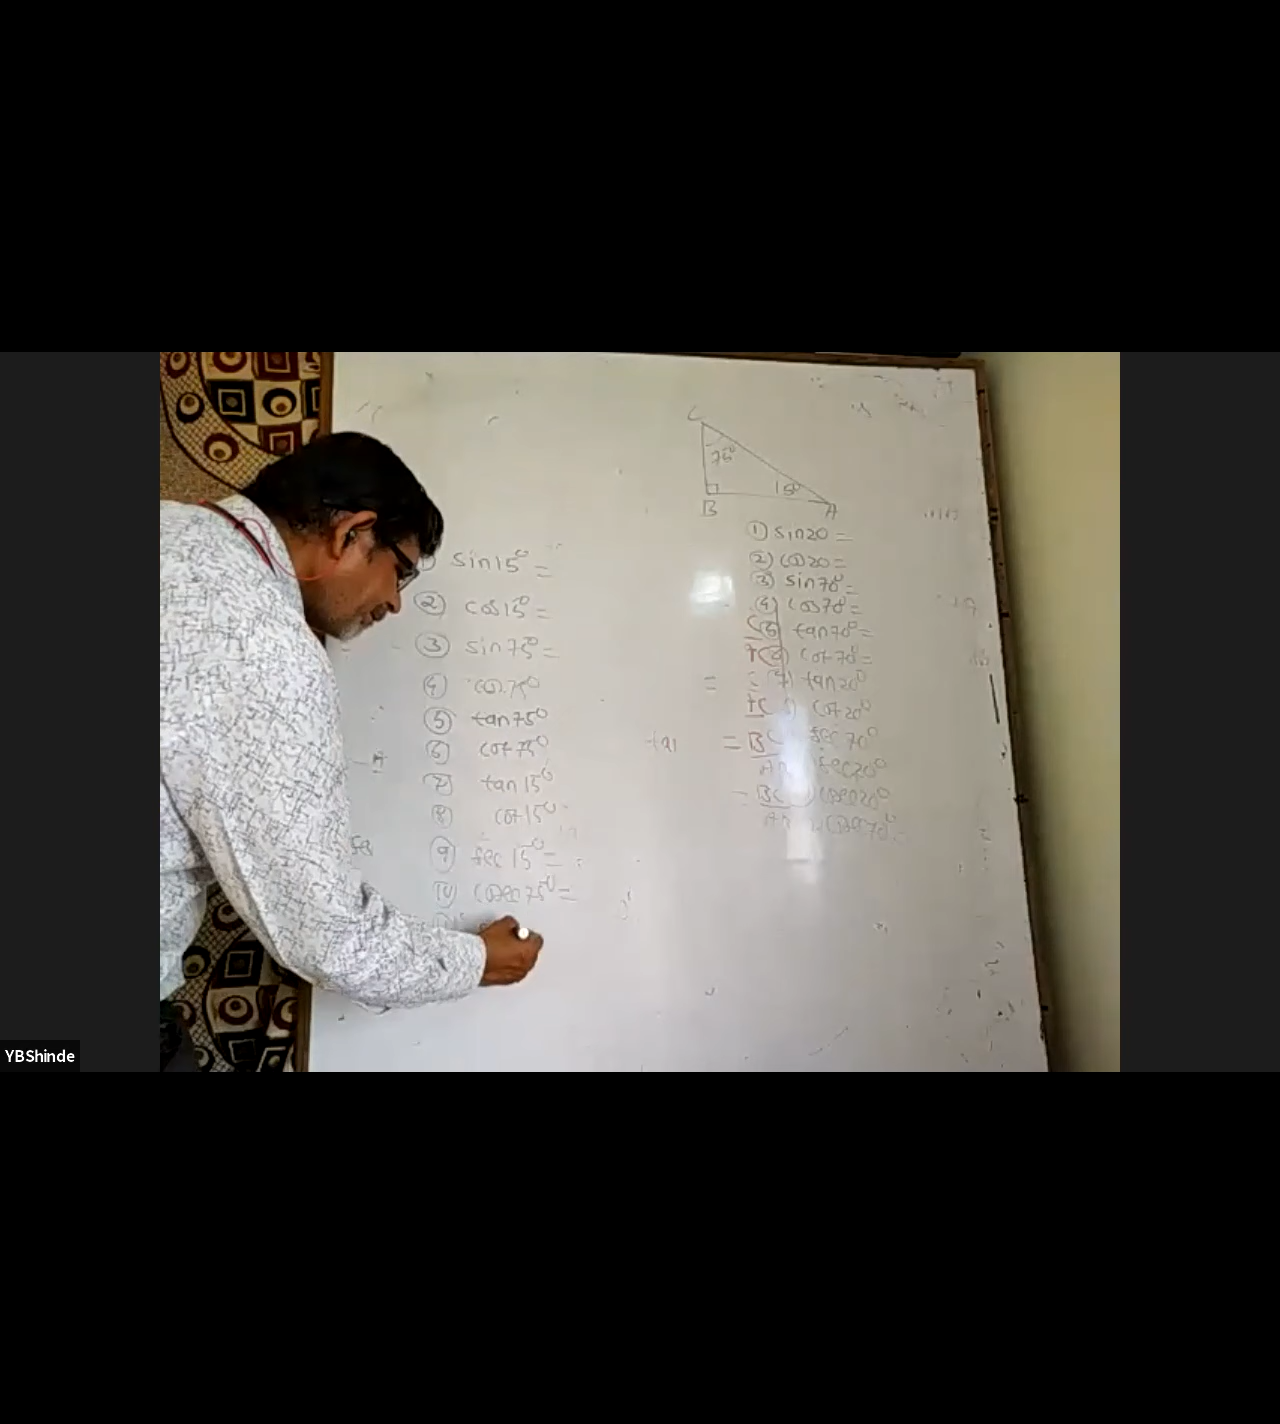 C
75°
15°
B A
sin15° =
② cos15° =
③ sin75° =
④ cos75°
⑤ tan75°
⑥ cot75°
⑦ tan15°
⑧ cot15°
⑨ sec15° =
⑩ cosec75° =
① sin20 =
② cos20 =
③ sin70° =
④ cos70° =
tan70° =
cot70° =
tan20°
cot20°
sec70°
sec20°
cosec20°
cosec70°
YBShinde